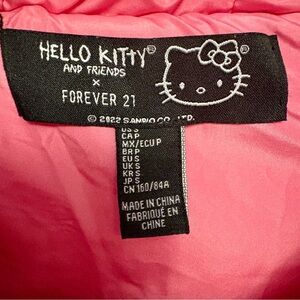 HELLO KITTY®
AND FRIENDS
×
FOREVER 21
© 2022 SANRIO CO., LTD.
US S
CA P
MX/ECU P
BR P
EU S
UK S
KR S
JP S
CN 160/84A
MADE IN CHINA
FABRIQUÉ EN
CHINE